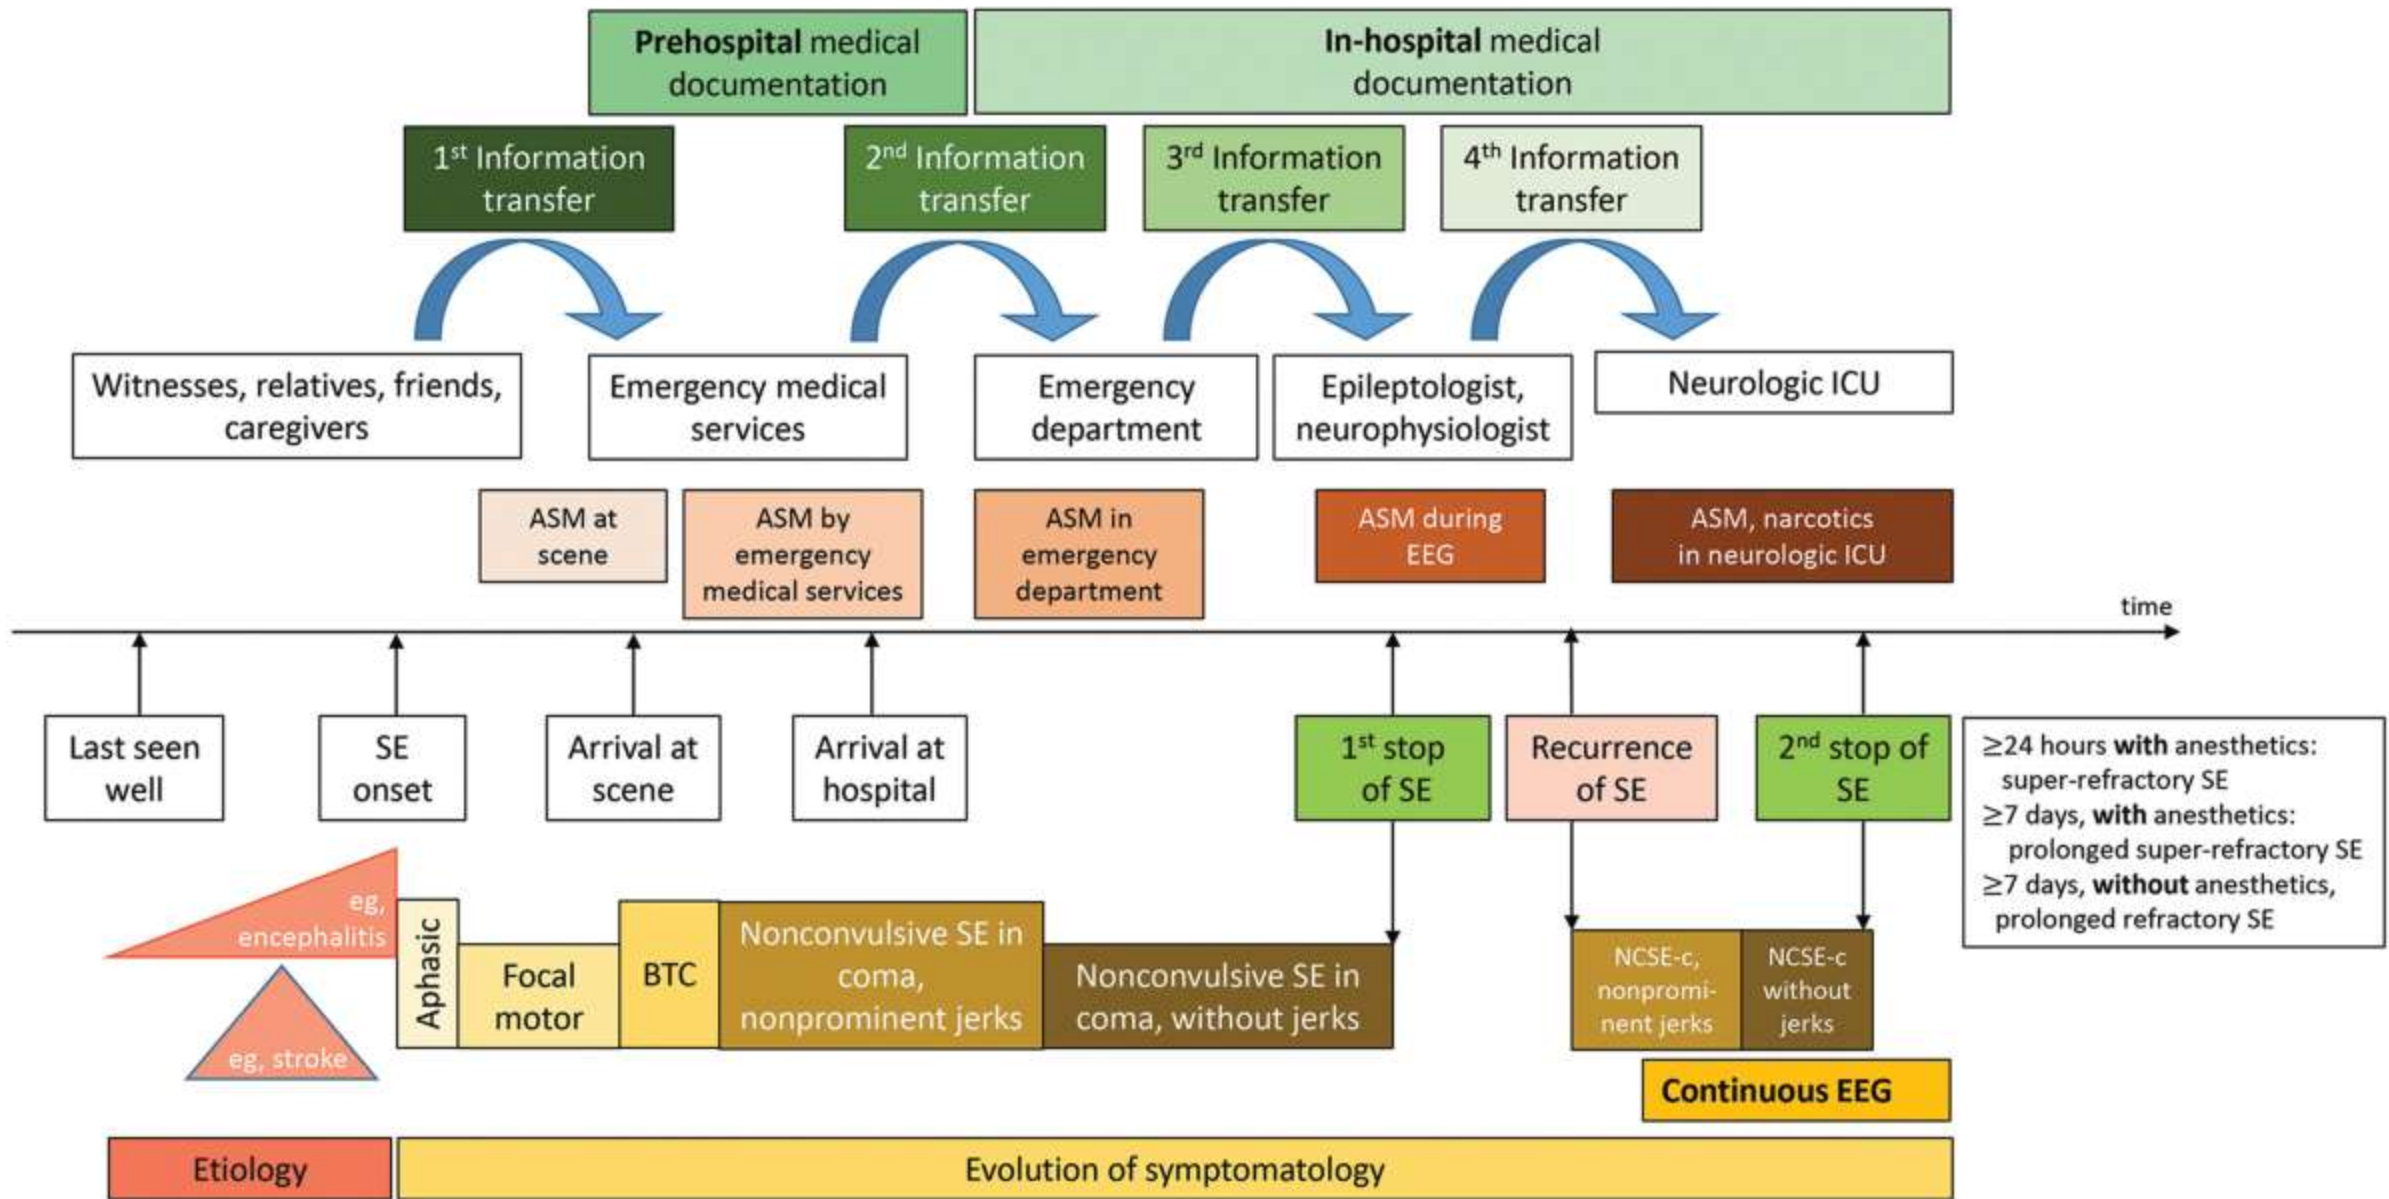 Prehospital medical
documentation
In-hospital medical
documentation
1st Information
transfer
2nd Information
transfer
3rd Information
transfer
4th Information
transfer
Witnesses, relatives, friends,
caregivers
Emergency medical
services
Emergency
department
Epileptologist,
neurophysiologist
Neurologic ICU
ASM at
scene
ASM by
emergency
medical services
ASM in
emergency
department
ASM during
EEG
ASM, narcotics
in neurologic ICU
time
Last seen
well
SE
onset
Arrival at
scene
Arrival at
hospital
1st stop
of SE
Recurrence
of SE
2nd stop of
SE
≥24 hours with anesthetics:
super-refractory SE
≥7 days, with anesthetics:
prolonged super-refractory SE
≥7 days, without anesthetics,
prolonged refractory SE
eg,
encephalitis
eg, stroke
Aphasic
Focal
motor
BTC
Nonconvulsive SE in
coma,
nonprominent jerks
Nonconvulsive SE in
coma, without jerks
NCSE-c,
nonpromi-
nent jerks
NCSE-c
without
jerks
Continuous EEG
Etiology
Evolution of symptomatology